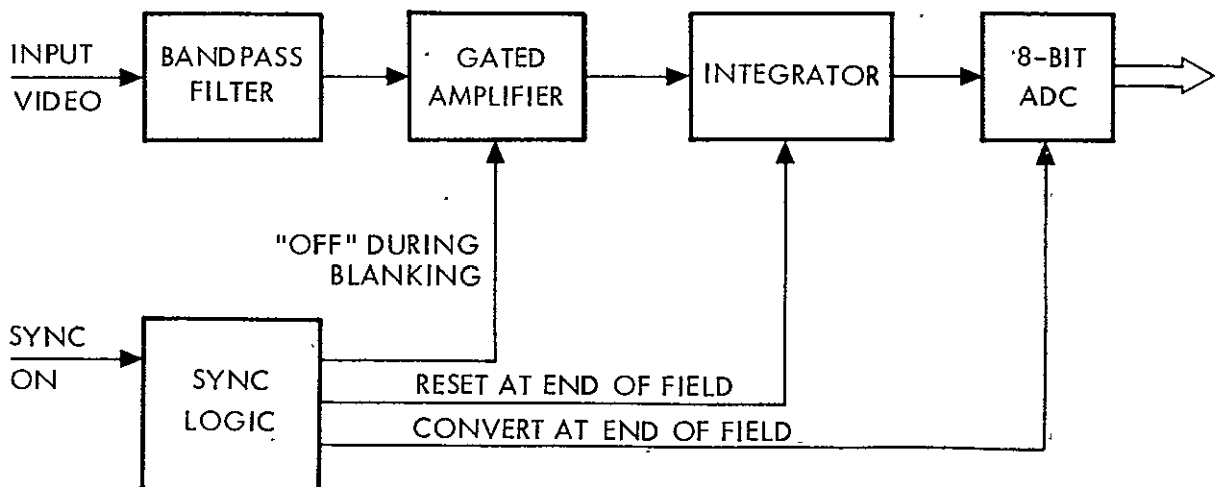 INPUT
VIDEO
BANDPASS
FILTER
GATED
AMPLIFIER
INTEGRATOR
8-BIT
ADC
"OFF" DURING
BLANKING
SYNC
ON
SYNC
LOGIC
RESET AT END OF FIELD
CONVERT AT END OF FIELD